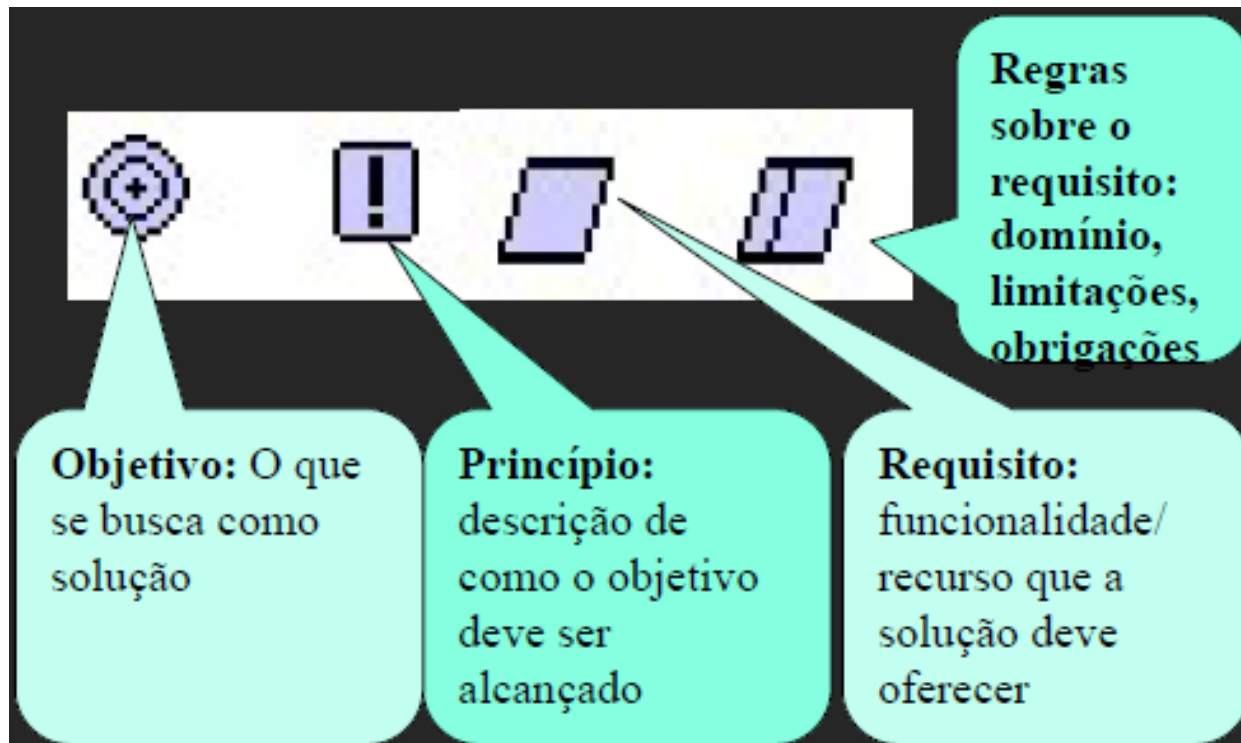 Regras
sobre o
requisito:
domínio,
limitações,
obrigações
Objetivo: O que
se busca como
solução
Princípio:
descrição de
como o objetivo
deve ser
alcançado
Requisito:
funcionalidade/
recurso que a
solução deve
oferecer